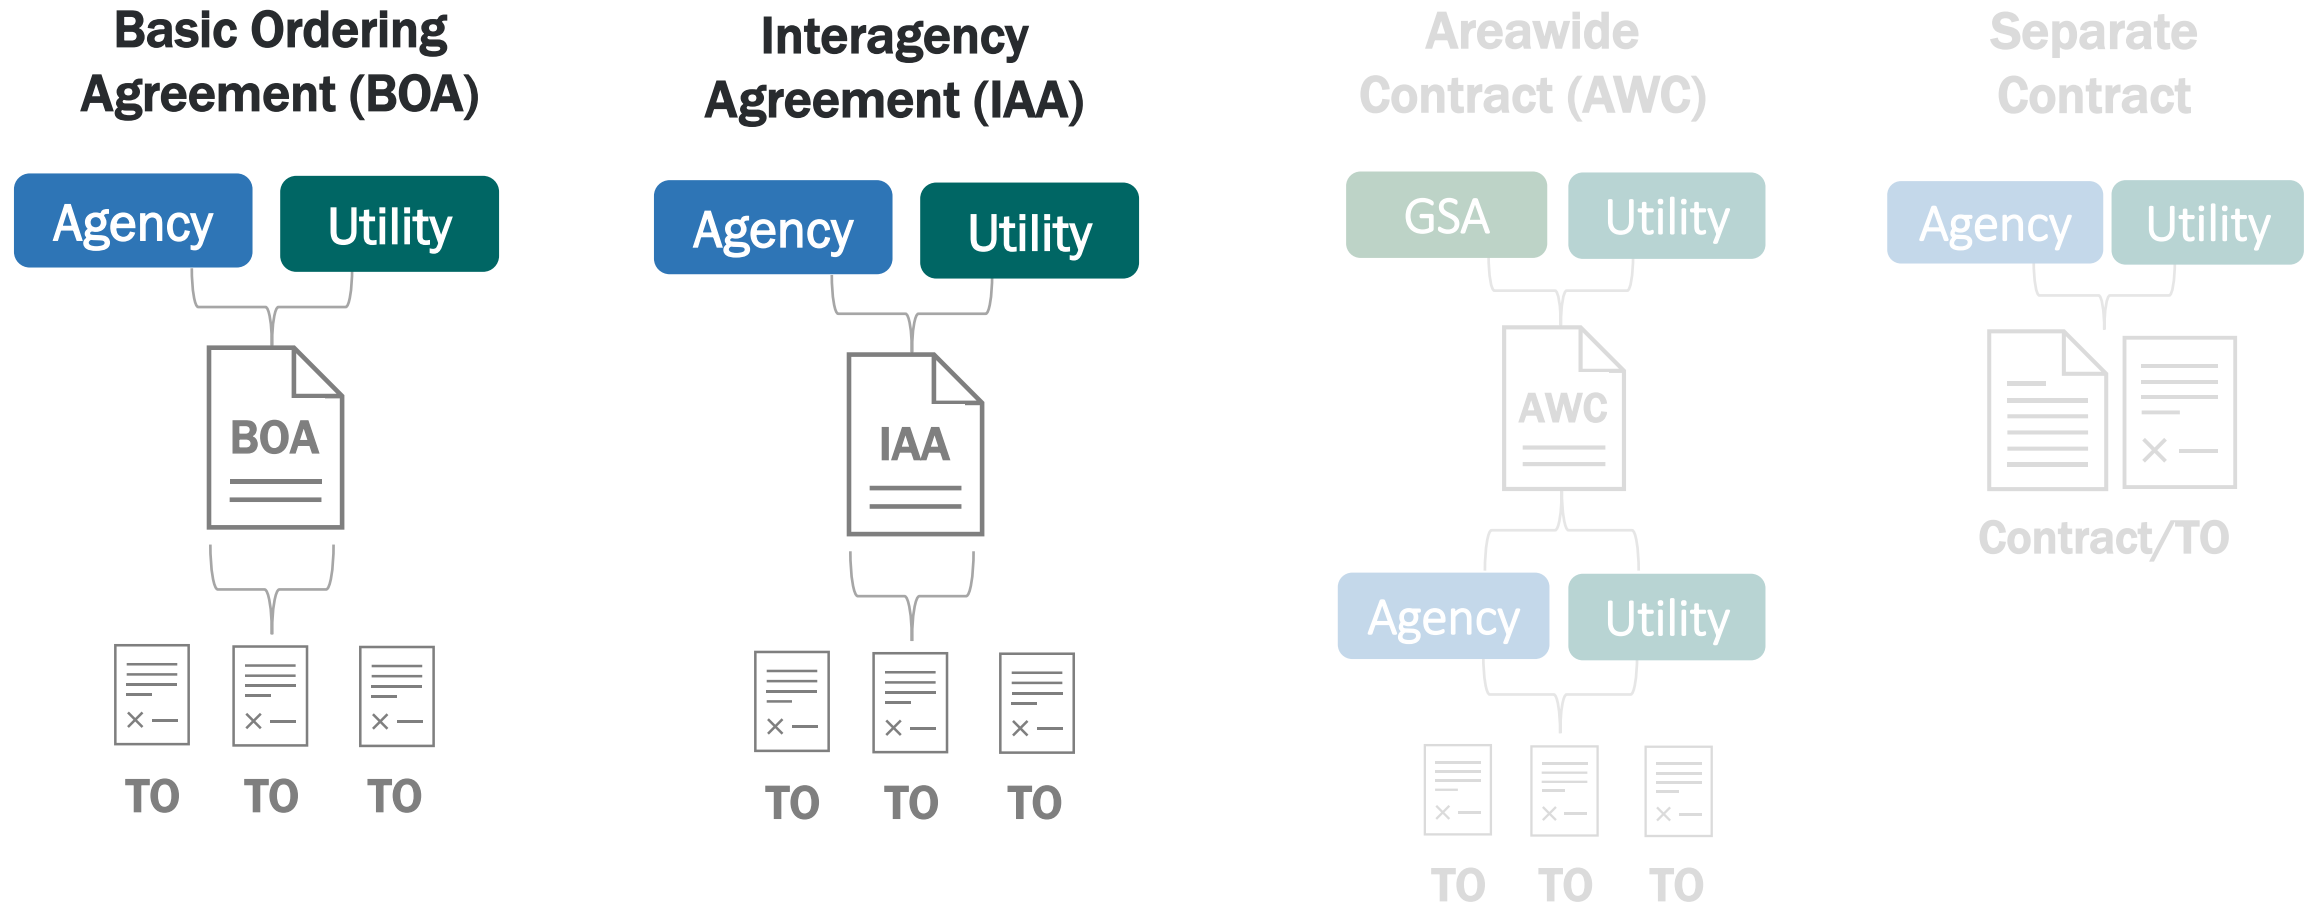 Basic Ordering
Agreement (BOA)
Agency
Utility
BOA
TO TO TO
Interagency
Agreement (IAA)
Agency
Utility
IAA
TO TO TO
Areawide
Contract (AWC)
GSA
Utility
AWC
Agency
Utility
TO TO TO
Separate
Contract
Agency
Utility
Contract/TO